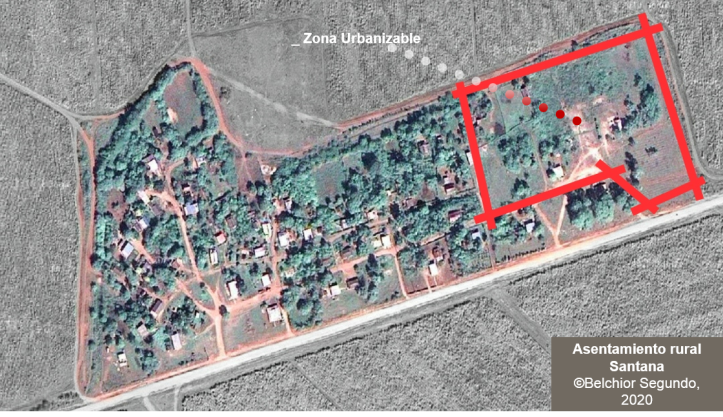 _ Zona Urbanizable
Asentamiento rural
Santana
©Belchior Segundo,
2020